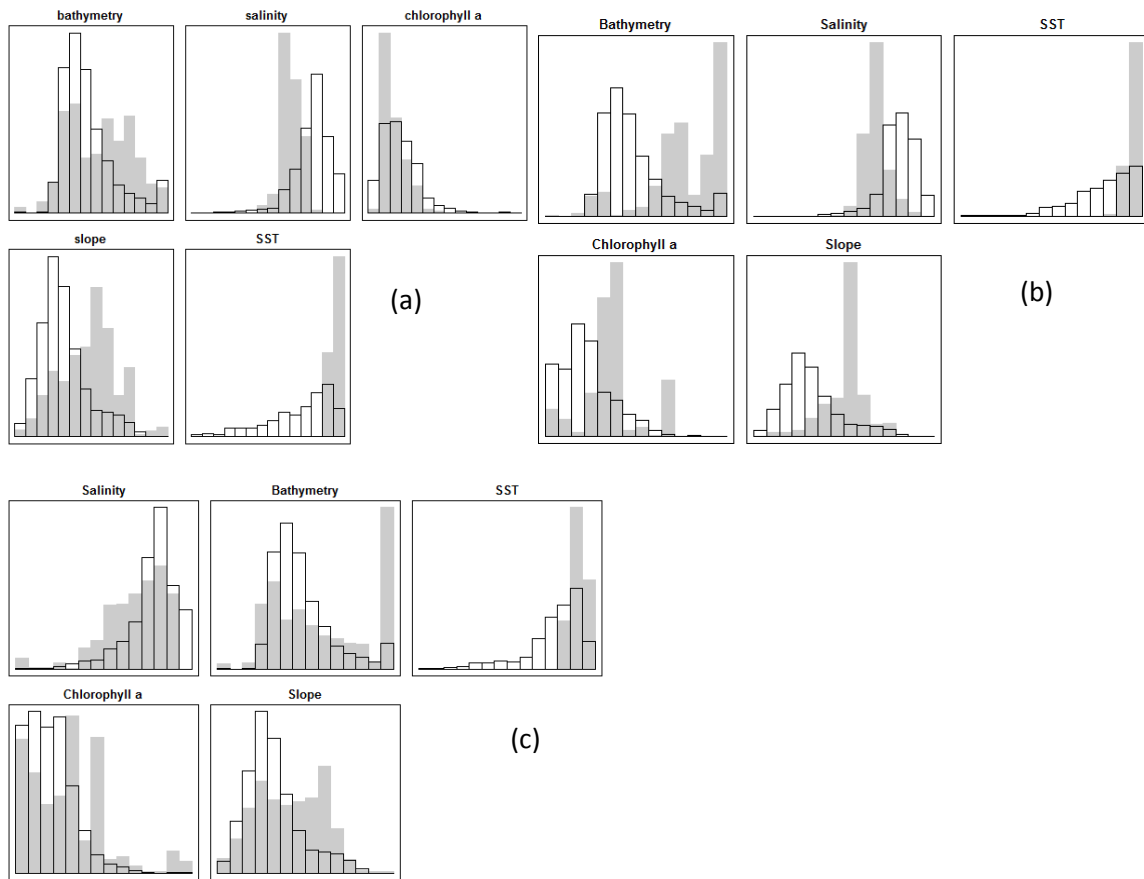 bathymetry
salinity
chlorophyll a
slope
SST
(a)
Bathymetry
Salinity
SST
Chlorophyll a
Slope
(b)
Salinity
Bathymetry
SST
Chlorophyll a
Slope
(c)